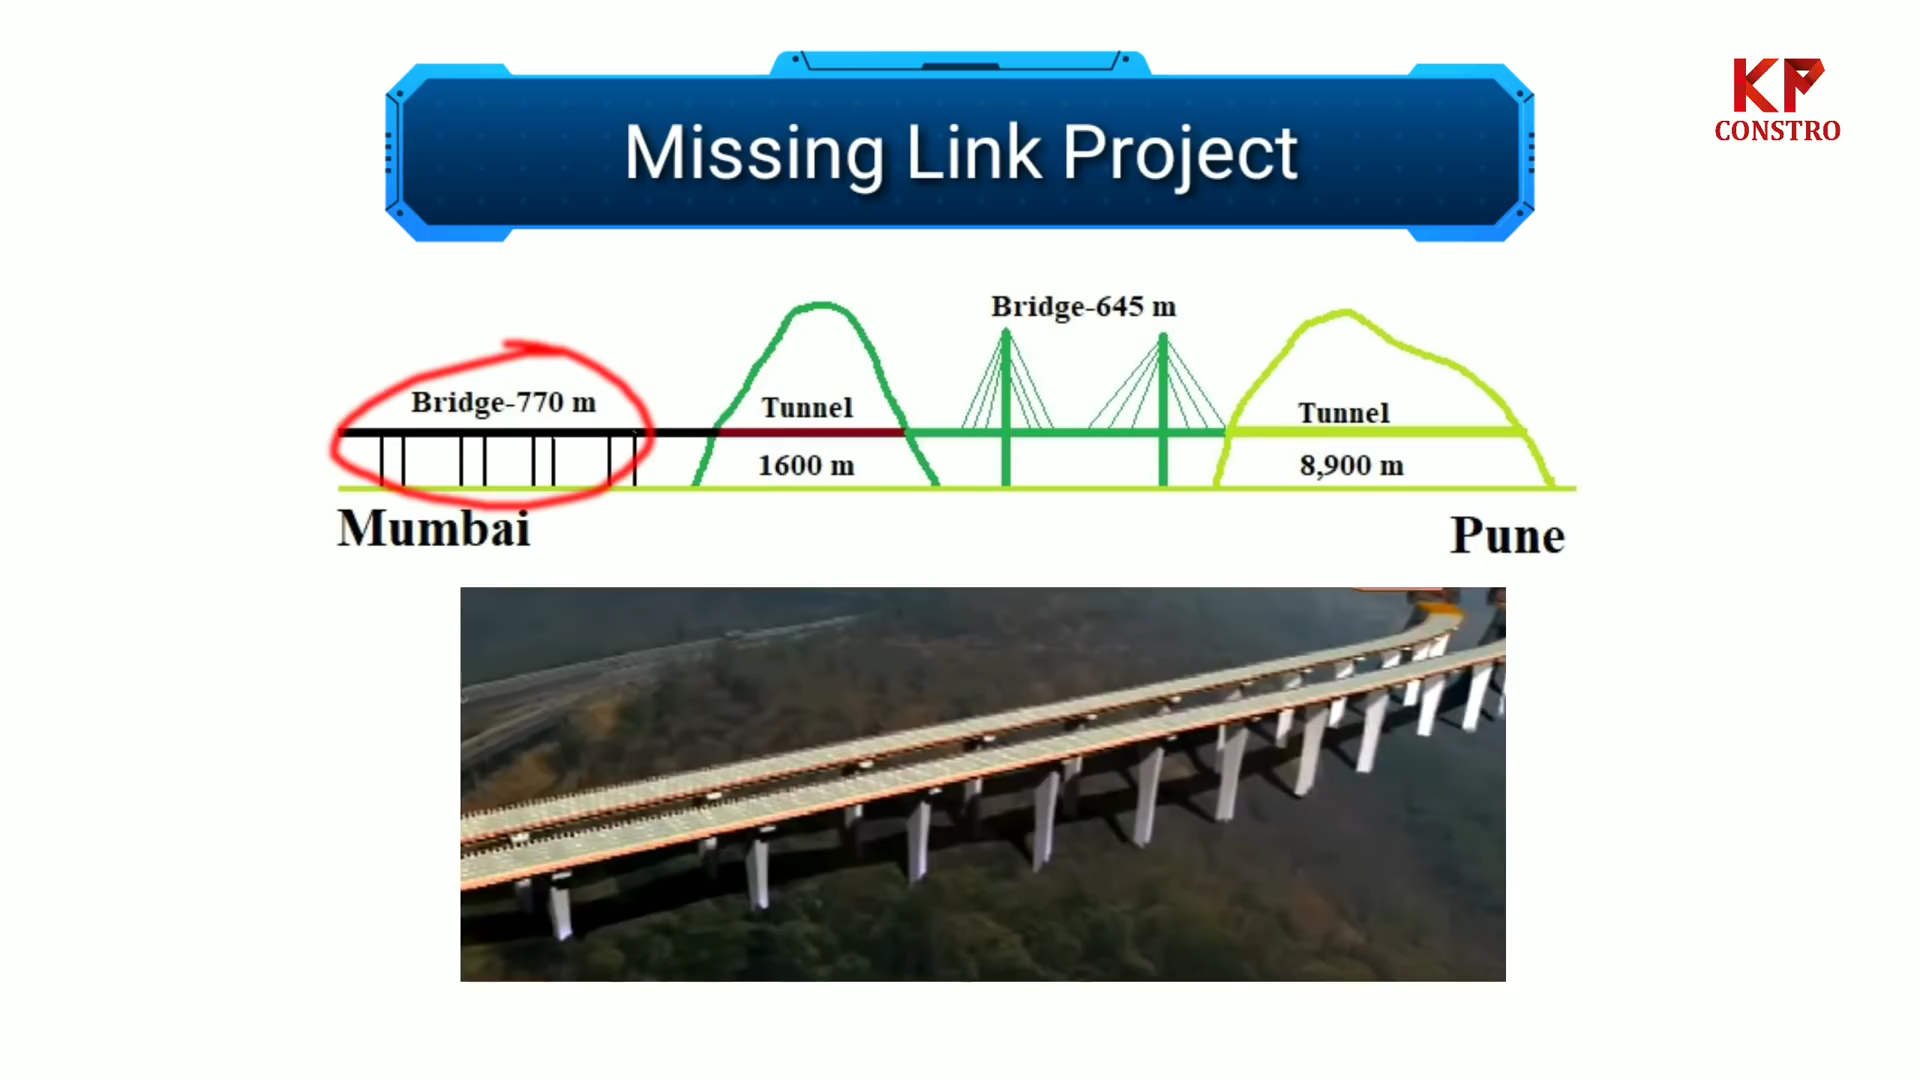 KP
CONSTRO
Missing Link Project
Bridge-770 m
Tunnel
1600 m
Bridge-645 m
Tunnel
8,900 m
Mumbai
Pune